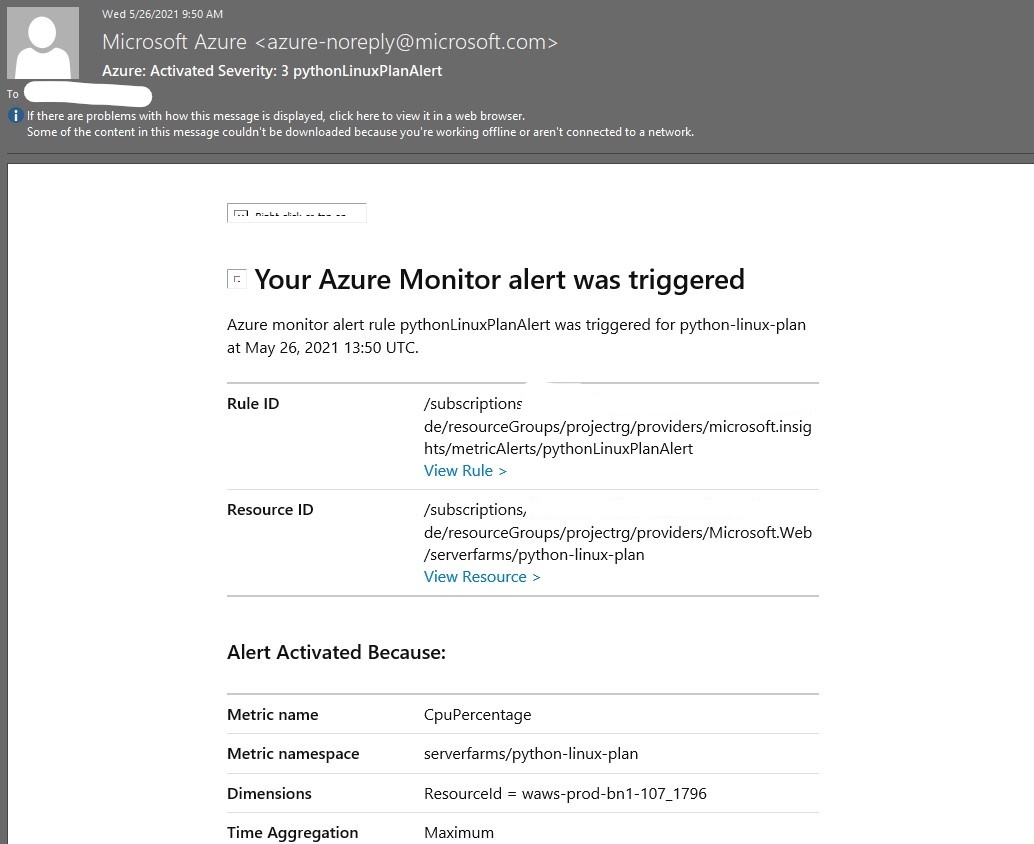 Wed 5/26/2021 9:50 AM
Microsoft Azure <azure-noreply@microsoft.com>
Azure: Activated Severity: 3 pythonLinuxPlanAlert
To
If there are problems with how this message is displayed, click here to view it in a web browser.
Some of the content in this message couldn't be downloaded because you're working offline or aren't connected to a network.
Your Azure Monitor alert was triggered
Azure monitor alert rule pythonLinuxPlanAlert was triggered for python-linux-plan
at May 26, 2021 13:50 UTC.
Rule ID /subscriptions
de/resourceGroups/projectrg/providers/microsoft.insig
hts/metricAlerts/pythonLinuxPlanAlert
View Rule >
Resource ID /subscriptions,
de/resourceGroups/projectrg/providers/Microsoft.Web
/serverfarms/python-linux-plan
View Resource >
Alert Activated Because:
Metric name CpuPercentage
Metric namespace serverfarms/python-linux-plan
Dimensions ResourceId = waws-prod-bn1-107_1796
Time Aggregation Maximum